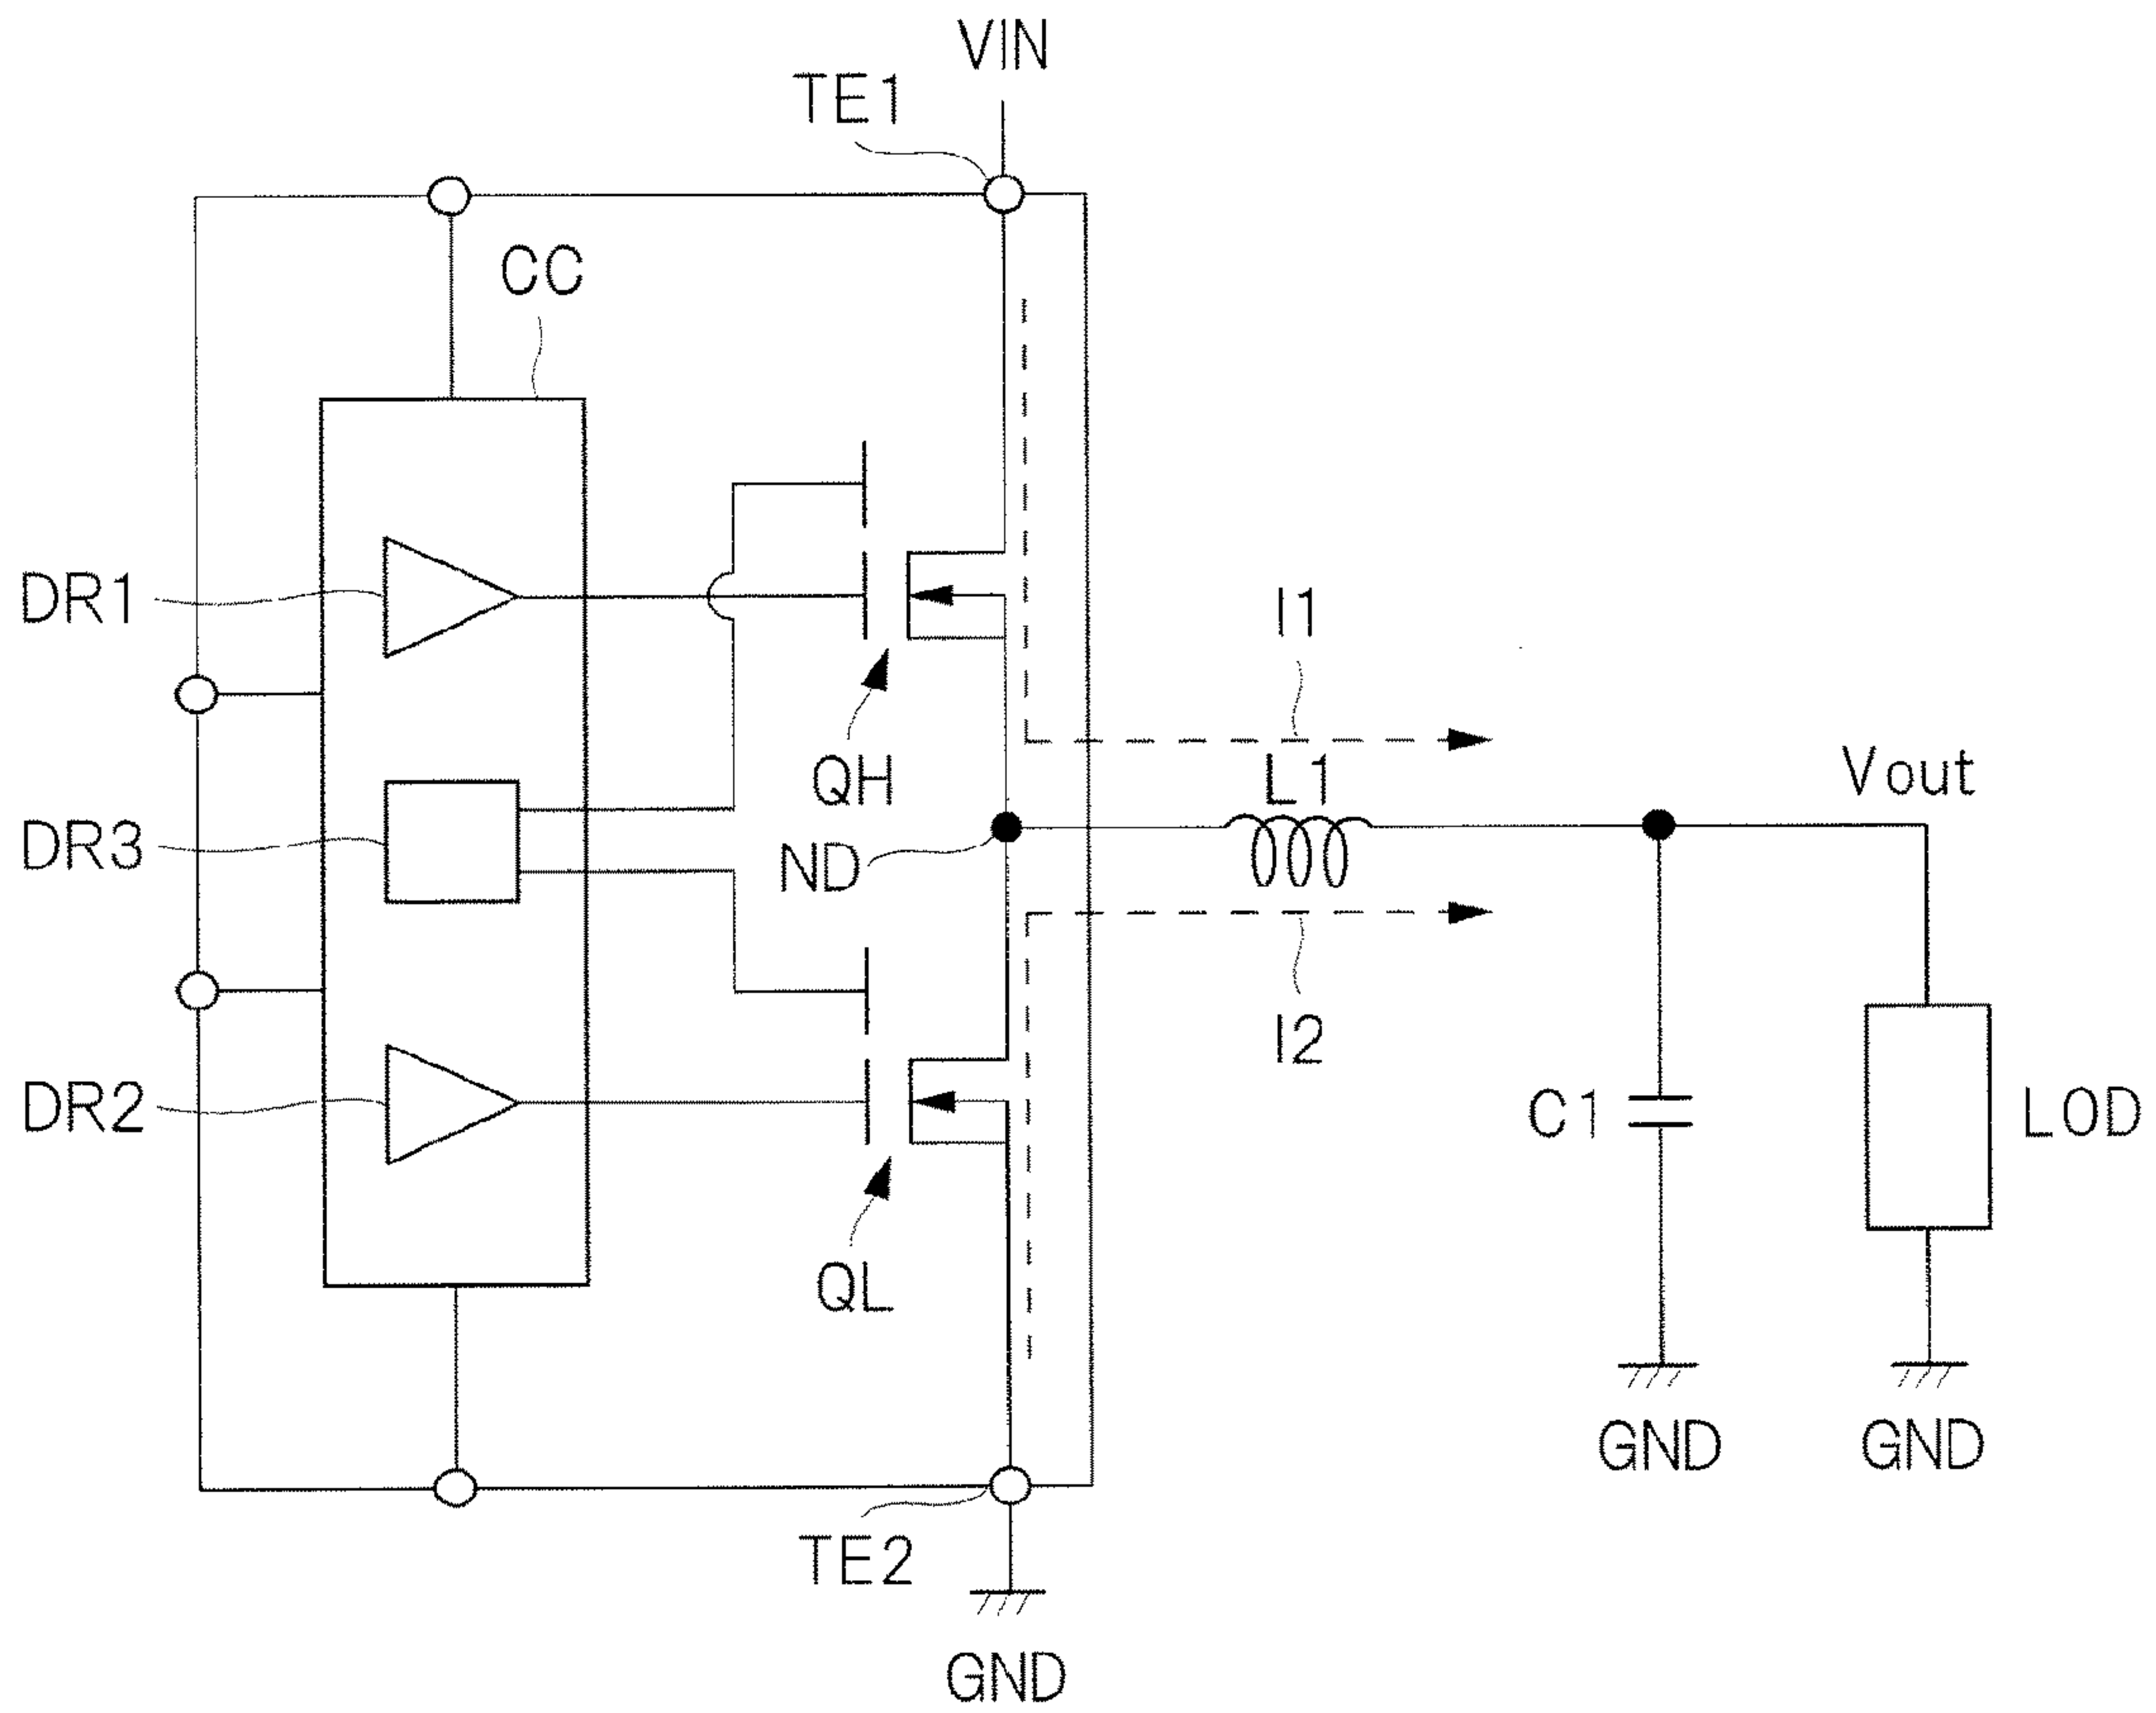 VIN
TE1
CC
DR1
I1
QH
L1
Vout
DR3
ND
I2
DR2
C1
LOD
QL
GND
GND
TE2
GND